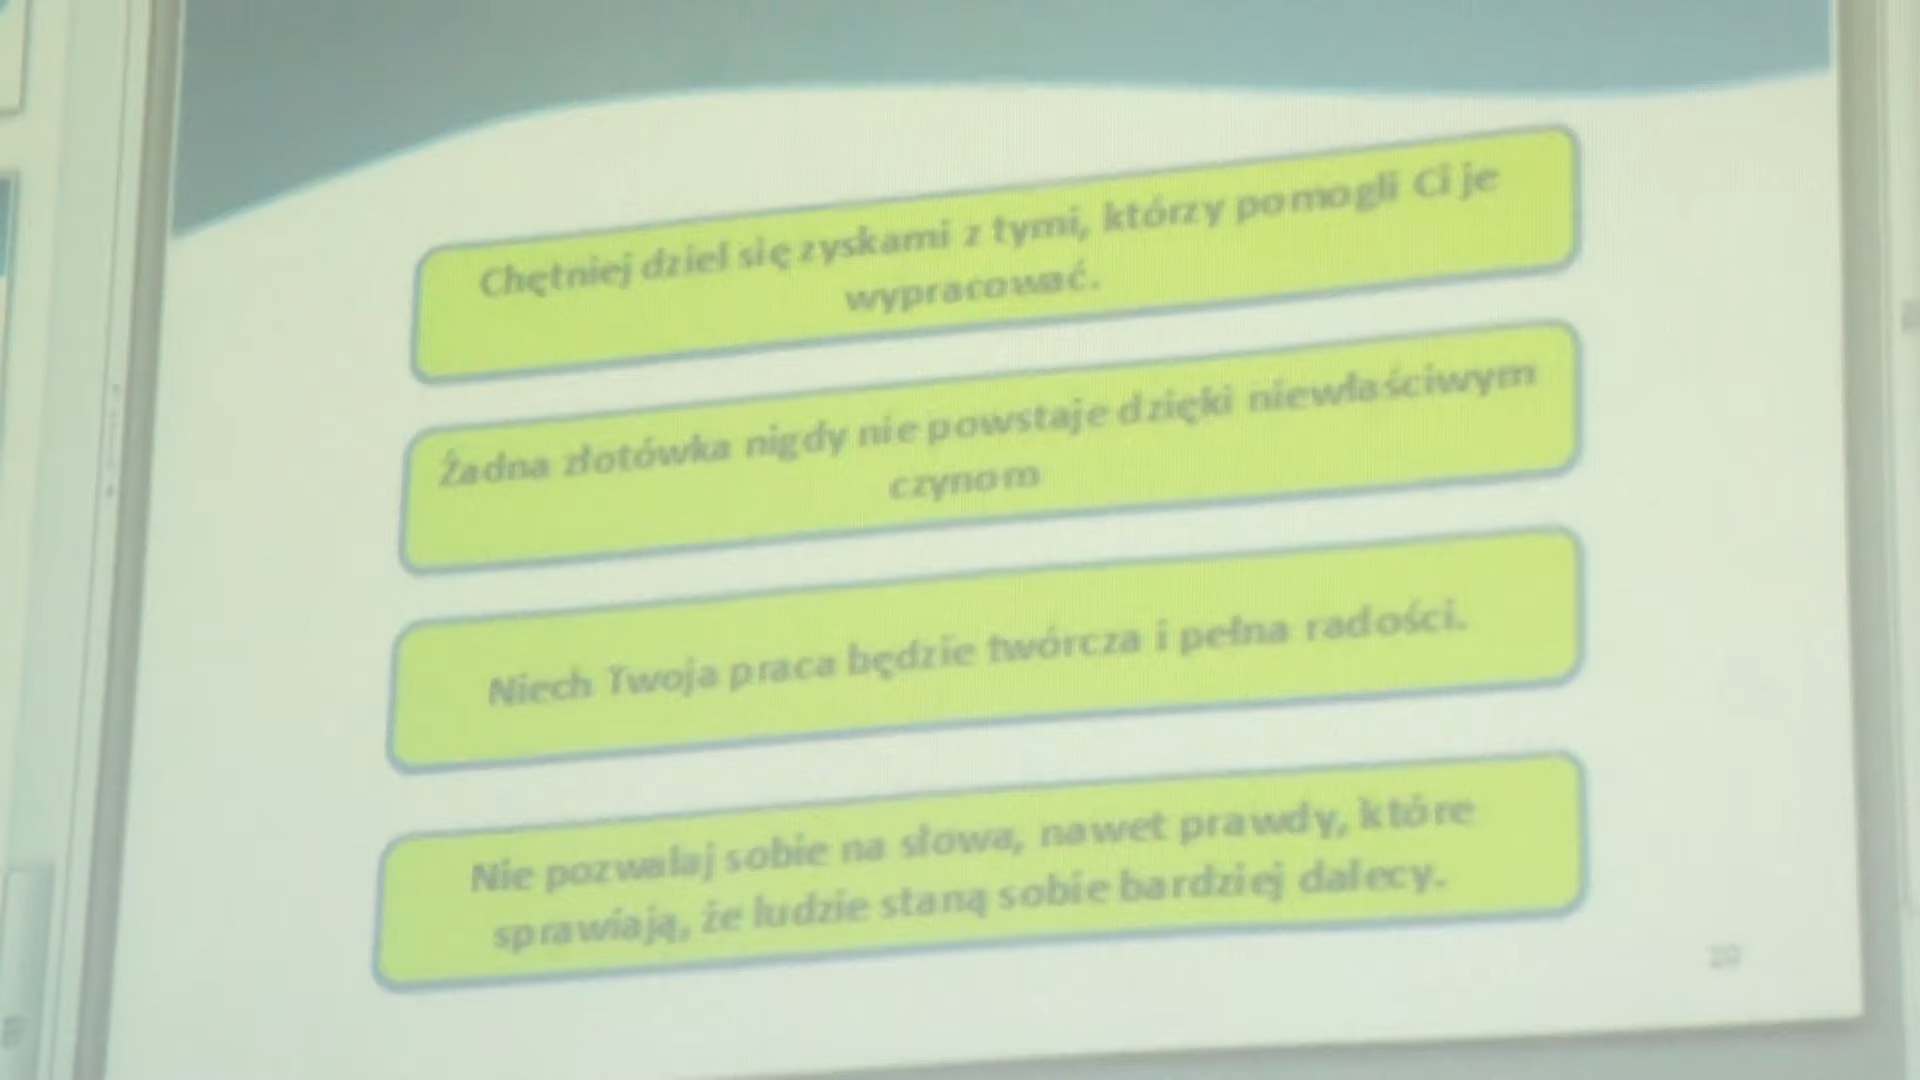 Chętniej dziel się zyskami z tymi, którzy pomogli Ci je
wypracować.
Żadna złotówka nigdy nie powstaje dzięki niewłaściwym
czynom
Niech Twoja praca będzie twórcza i pełna radości.
Nie pozwalaj sobie na słowa, nawet prawdy, które
sprawiają, że ludzie staną sobie bardziej dalecy.
20